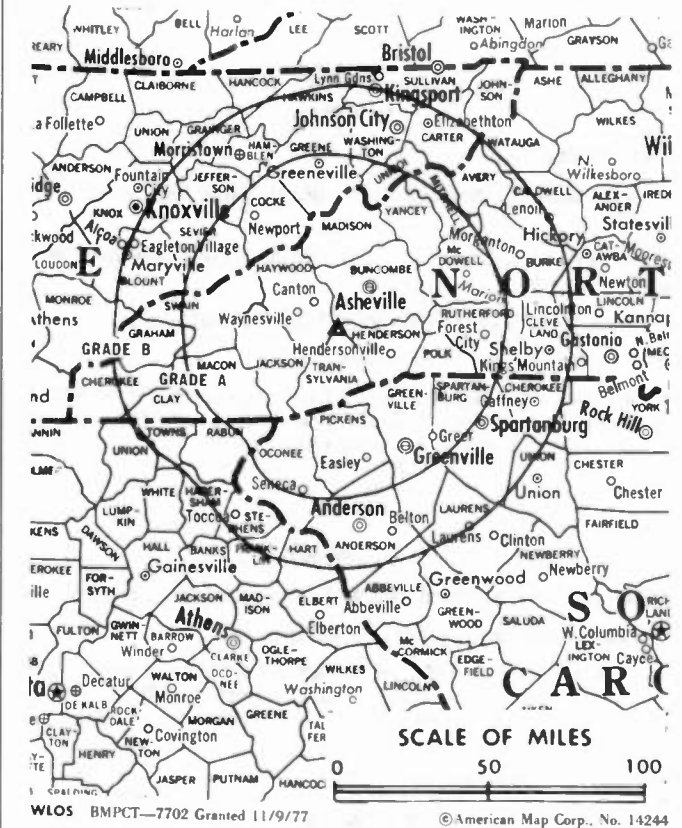 WHITLEY BELL Harlan LEE SCOTT WASH- INGTON Marion GRAYSON
Middlesboro Bristol Abingdon
CLAIBORNE HANCOCK Lynn Gdns SULLIVAN JOHN- SON ASHE ALLEGHANY
CAMPBELL HAWKINS Kingsport
La Follette UNION GRAINGER Johnson City Elizabethton WILKES
Morristown HAM- BLEN GREENE WASHING- TON CARTER WATAUGA
ANDERSON JEFFER- SON Greeneville UNICOI AVERY N. Wilkesboro
Fountain City COCKE MITCHELL CALDWELL ALEX- ANDER
KNOX Knoxville Newport MADISON YANCEY Lenoir Statesvil
Alcoa SEVIER Hickory
Eagleton Village Morganton BURKE CAT- AWBA
LOUDON E Maryville HAYWOOD BUNCOMBE Mc DOWELL N O R T Newton
BLOUNT Canton Marion
MONROE SWAIN Asheville RUTHERFORD Lincolnton LINCOLN
Athens Waynesville Forest City CLEVE LAND Kannap
GRAHAM HENDERSON Gastonia
GRADE B MACON JACKSON Hendersonville POLK Shelby
CHEROKEE GRADE A TRAN- SYLVANIA Kings Mountain Belmont
CLAY GREEN- VILLE SPARTAN- BURG CHEROKEE YORK
TOWNS RABUN PICKENS Gaffney Rock Hill
UNION OCONEE Greer Spartanburg
Easley Greenville UNION CHESTER
WHITE HABER- SHAM Seneca Union Chester
LUMP- KIN Toccoa STE- PHENS Anderson LAURENS
DAWSON Belton Laurens Clinton FAIRFIELD
HALL BANKS FRANK- LIN HART ANDERSON NEWBERRY
FOR- SYTH Gainesville ABBEVILLE Greenwood Newberry
JACKSON MAD- ISON ELBERT Abbeville GREEN- WOOD S O
FULTON GWIN- NETT BARROW Athens Elberton SALUDA RICH LAND
Winder CLARKE OGLE- THORPE Mc CORMICK W. Columbia
Decatur WALTON OCO- NEE WILKES EDGE- FIELD LEX- INGTON Cayce
DE KALB Monroe Washington LINCOLN C A R
ROCK- DALE MORGAN GREENE
CLAY- TON NEW- TON Covington
HENRY JASPER PUTNAM HANCOC
SPALDING
SCALE OF MILES
0 50 100
WLOS BMPCT—7702 Granted 11/9/77 ©American Map Corp., No. 14244